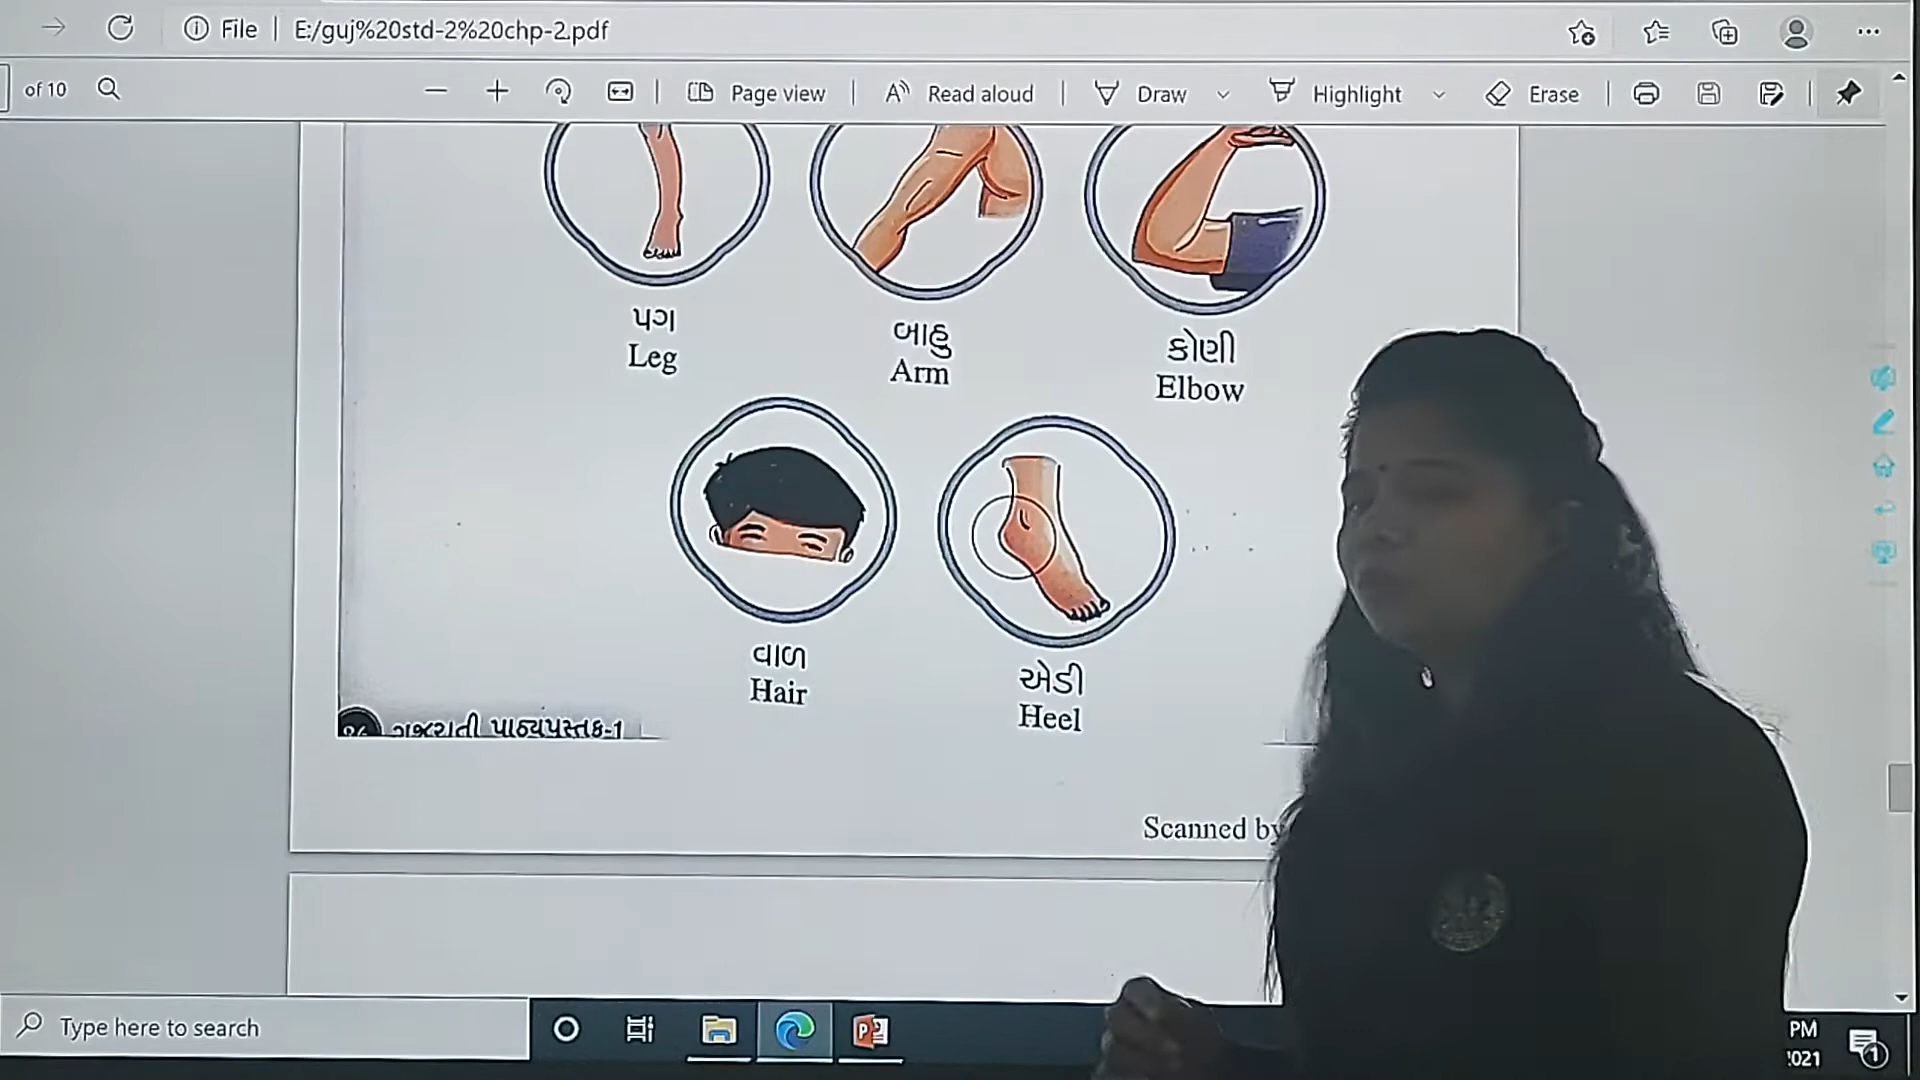 File | E:/guj%20std-2%20chp-2.pdf
of 10
Page view
Read aloud
Draw
Highlight
Erase
પગ
Leg
બાહુ
Arm
કોણી
Elbow
વાળ
Hair
એડી
Heel
ગુજરાતી પાઠ્યપુસ્તક-1
Scanned by
Type here to search
PM
1